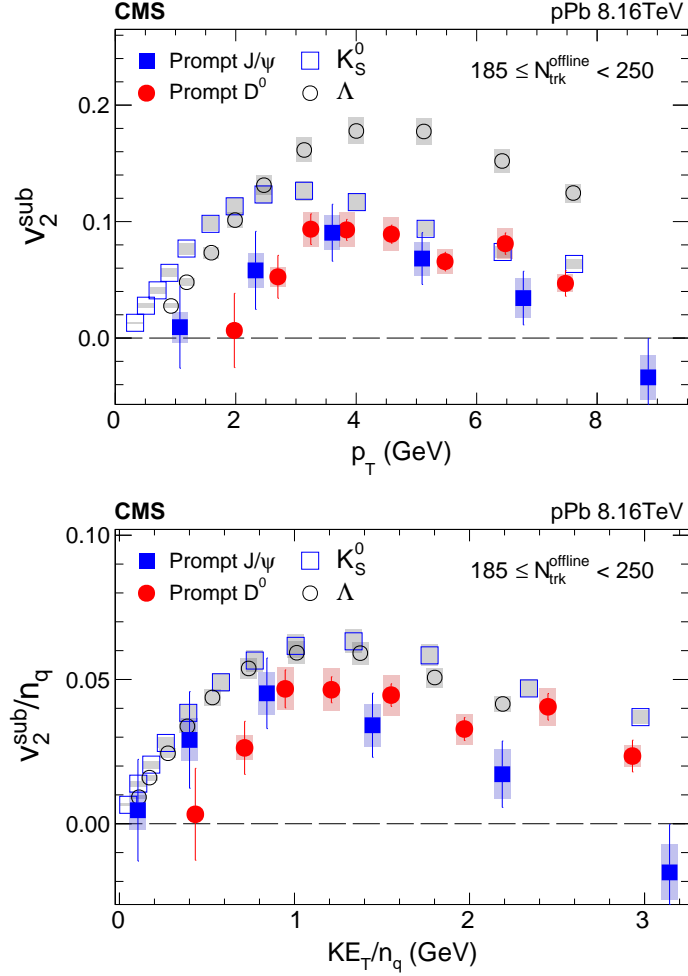 CMS pPb 8.16TeV
Prompt J/ψ K⁰_S 185 ≤ N^offline_trk < 250
Prompt D⁰ Λ
0.2
0.1
0.0
v₂^sub
0 2 4 6 8
p_T (GeV)
CMS pPb 8.16TeV
0.10
Prompt J/ψ K⁰_S 185 ≤ N^offline_trk < 250
Prompt D⁰ Λ
0.05
0.00
v₂^sub/n_q
0 1 2 3
KE_T/n_q (GeV)